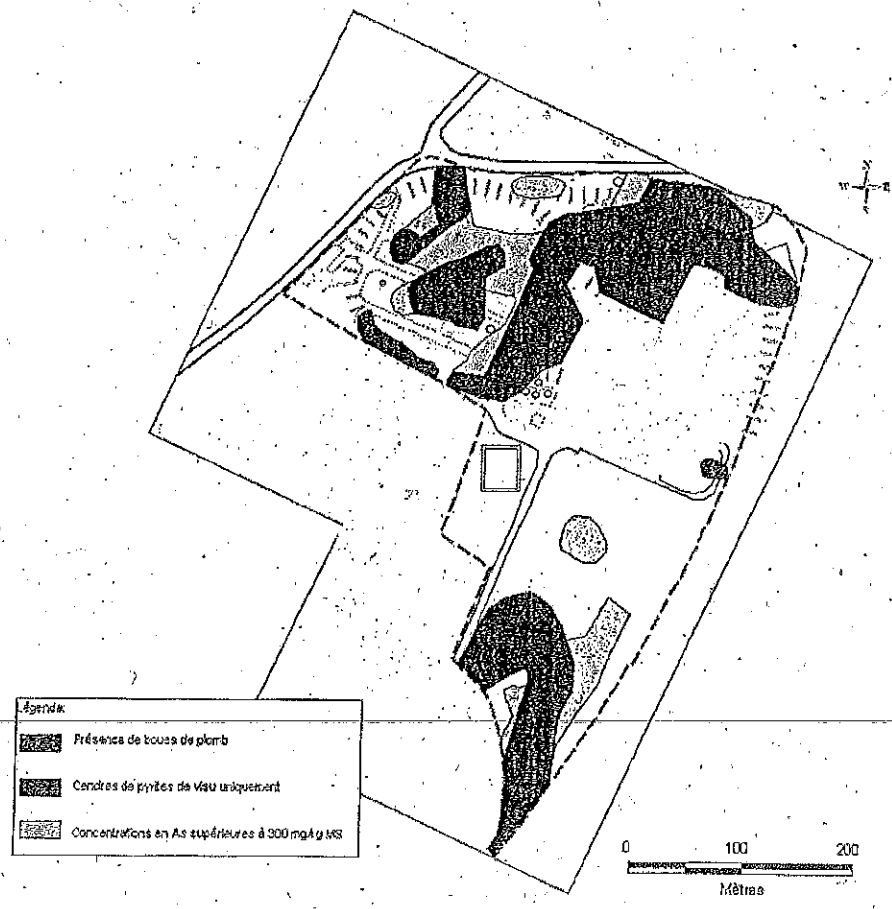 N
W E
S
Légende:
Présence de boues de plomb
Cendres de pyrites de visu uniquement
Concentrations en As supérieures à 300 mg/kg MS
0 100 200
Mètres